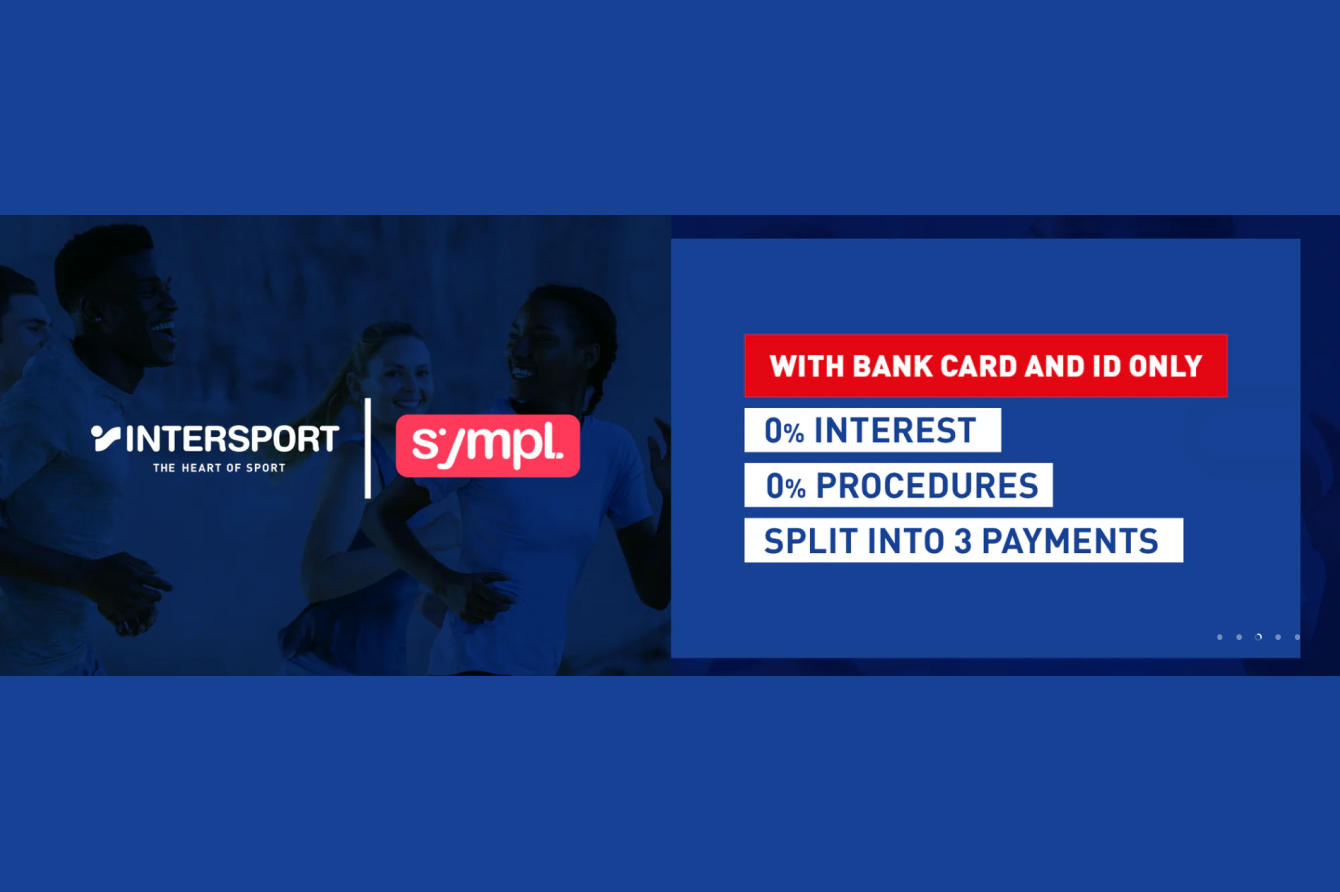 INTERSPORT
THE HEART OF SPORT
sympl.
WITH BANK CARD AND ID ONLY
0% INTEREST
0% PROCEDURES
SPLIT INTO 3 PAYMENTS